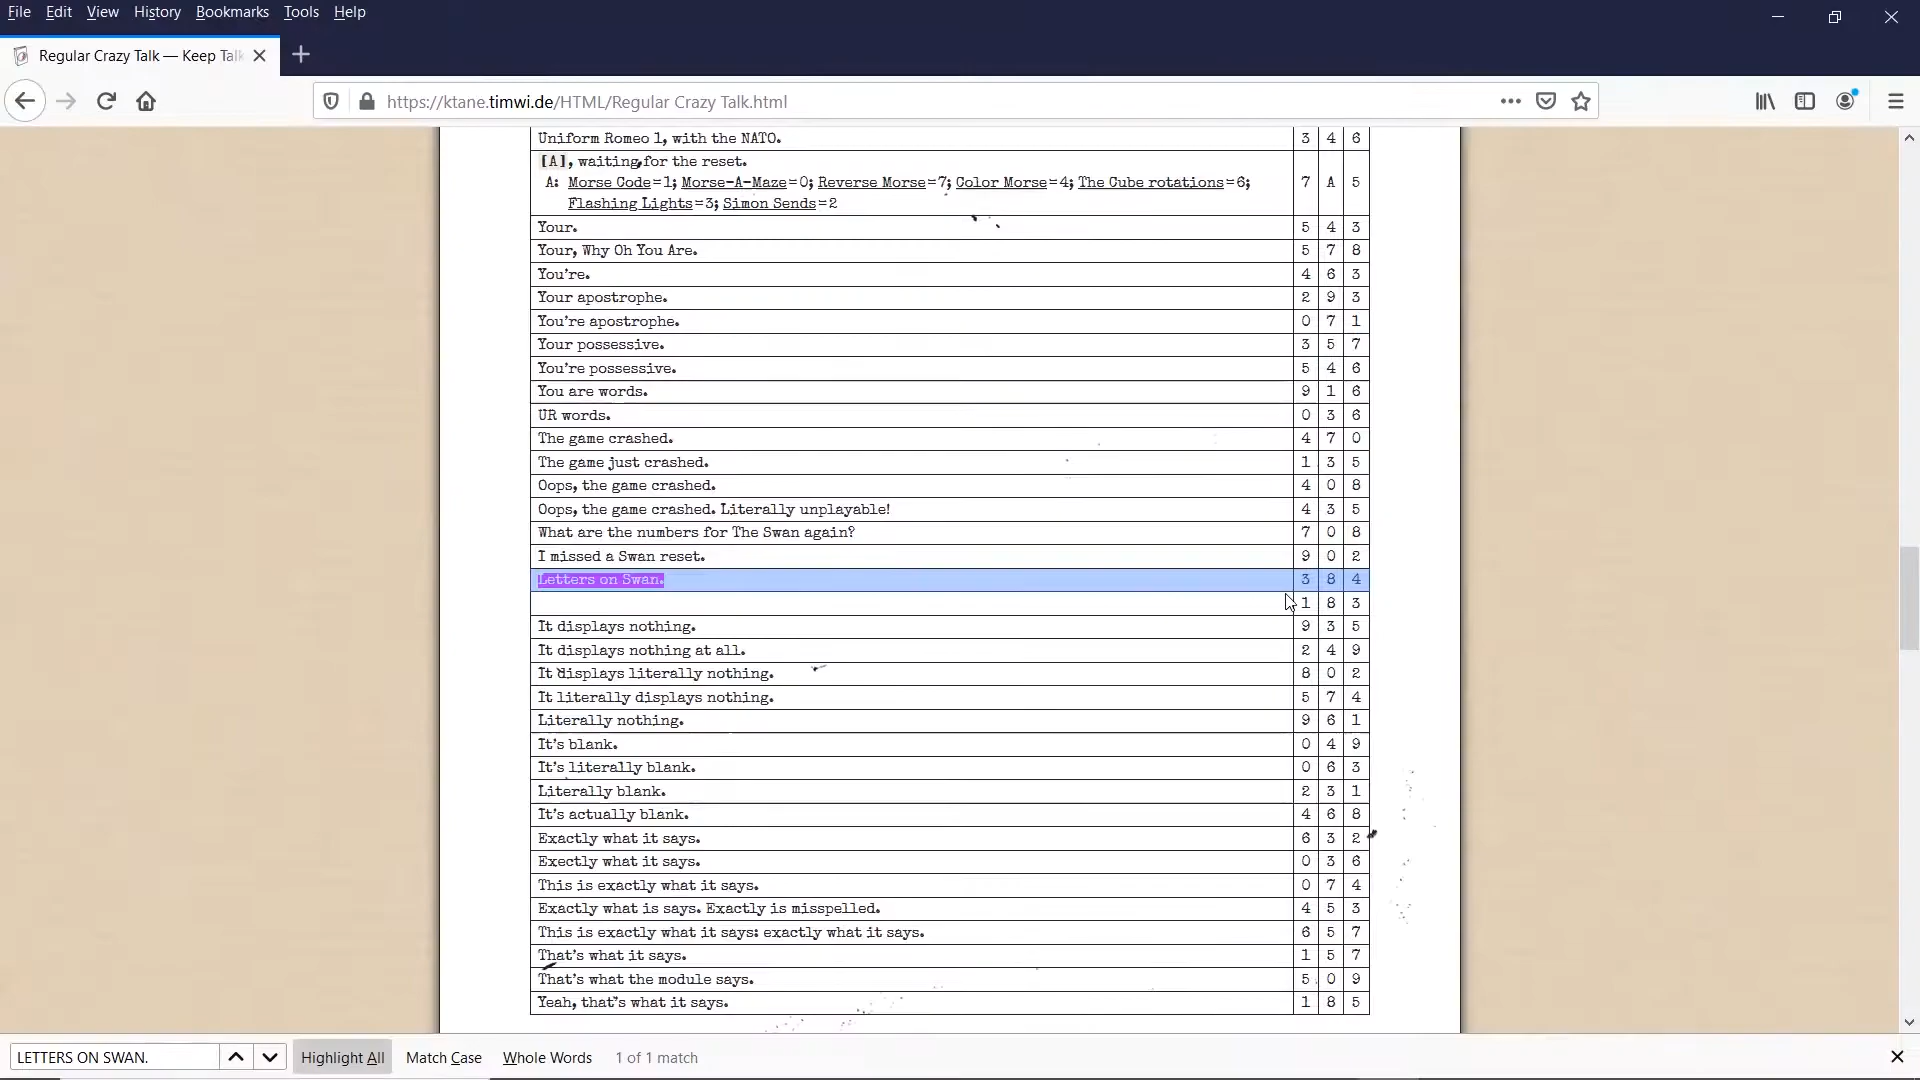 File Edit View History Bookmarks Tools Help
Regular Crazy Talk — Keep Talk
https://ktane.timwi.de/HTML/Regular Crazy Talk.html
Uniform Romeo 1, with the NATO. 3 4 6
[A], waiting for the reset.
A: Morse Code=1; Morse-A-Maze=0; Reverse Morse=7; Color Morse=4; The Cube rotations=6; 7 A 5
Flashing Lights=3; Simon Sends=2
Your. 5 4 3
Your, Why Oh You Are. 5 7 8
You're. 4 6 3
Your apostrophe. 2 9 3
You're apostrophe. 0 7 1
Your possessive. 3 5 7
You're possessive. 5 4 6
You are words. 9 1 6
UR words. 0 3 6
The game crashed. 4 7 0
The game just crashed. 1 3 5
Oops, the game crashed. 4 0 8
Oops, the game crashed. Literally unplayable! 4 3 5
What are the numbers for The Swan again? 7 0 8
I missed a Swan reset. 9 0 2
Letters on Swan. 3 8 4
1 8 3
It displays nothing. 9 3 5
It displays nothing at all. 2 4 9
It displays literally nothing. 8 0 2
It literally displays nothing. 5 7 4
Literally nothing. 9 6 1
It's blank. 0 4 9
It's literally blank. 0 6 3
Literally blank. 2 3 1
It's actually blank. 4 6 8
Exactly what it says. 6 3 2
Exectly what it says. 0 3 6
This is exactly what it says. 0 7 4
Exactly what is says. Exactly is misspelled. 4 5 3
This is exactly what it says: exactly what it says. 6 5 7
That's what it says. 1 5 7
That's what the module says. 5 0 9
Yeah, that's what it says. 1 8 5
LETTERS ON SWAN. Highlight All Match Case Whole Words 1 of 1 match